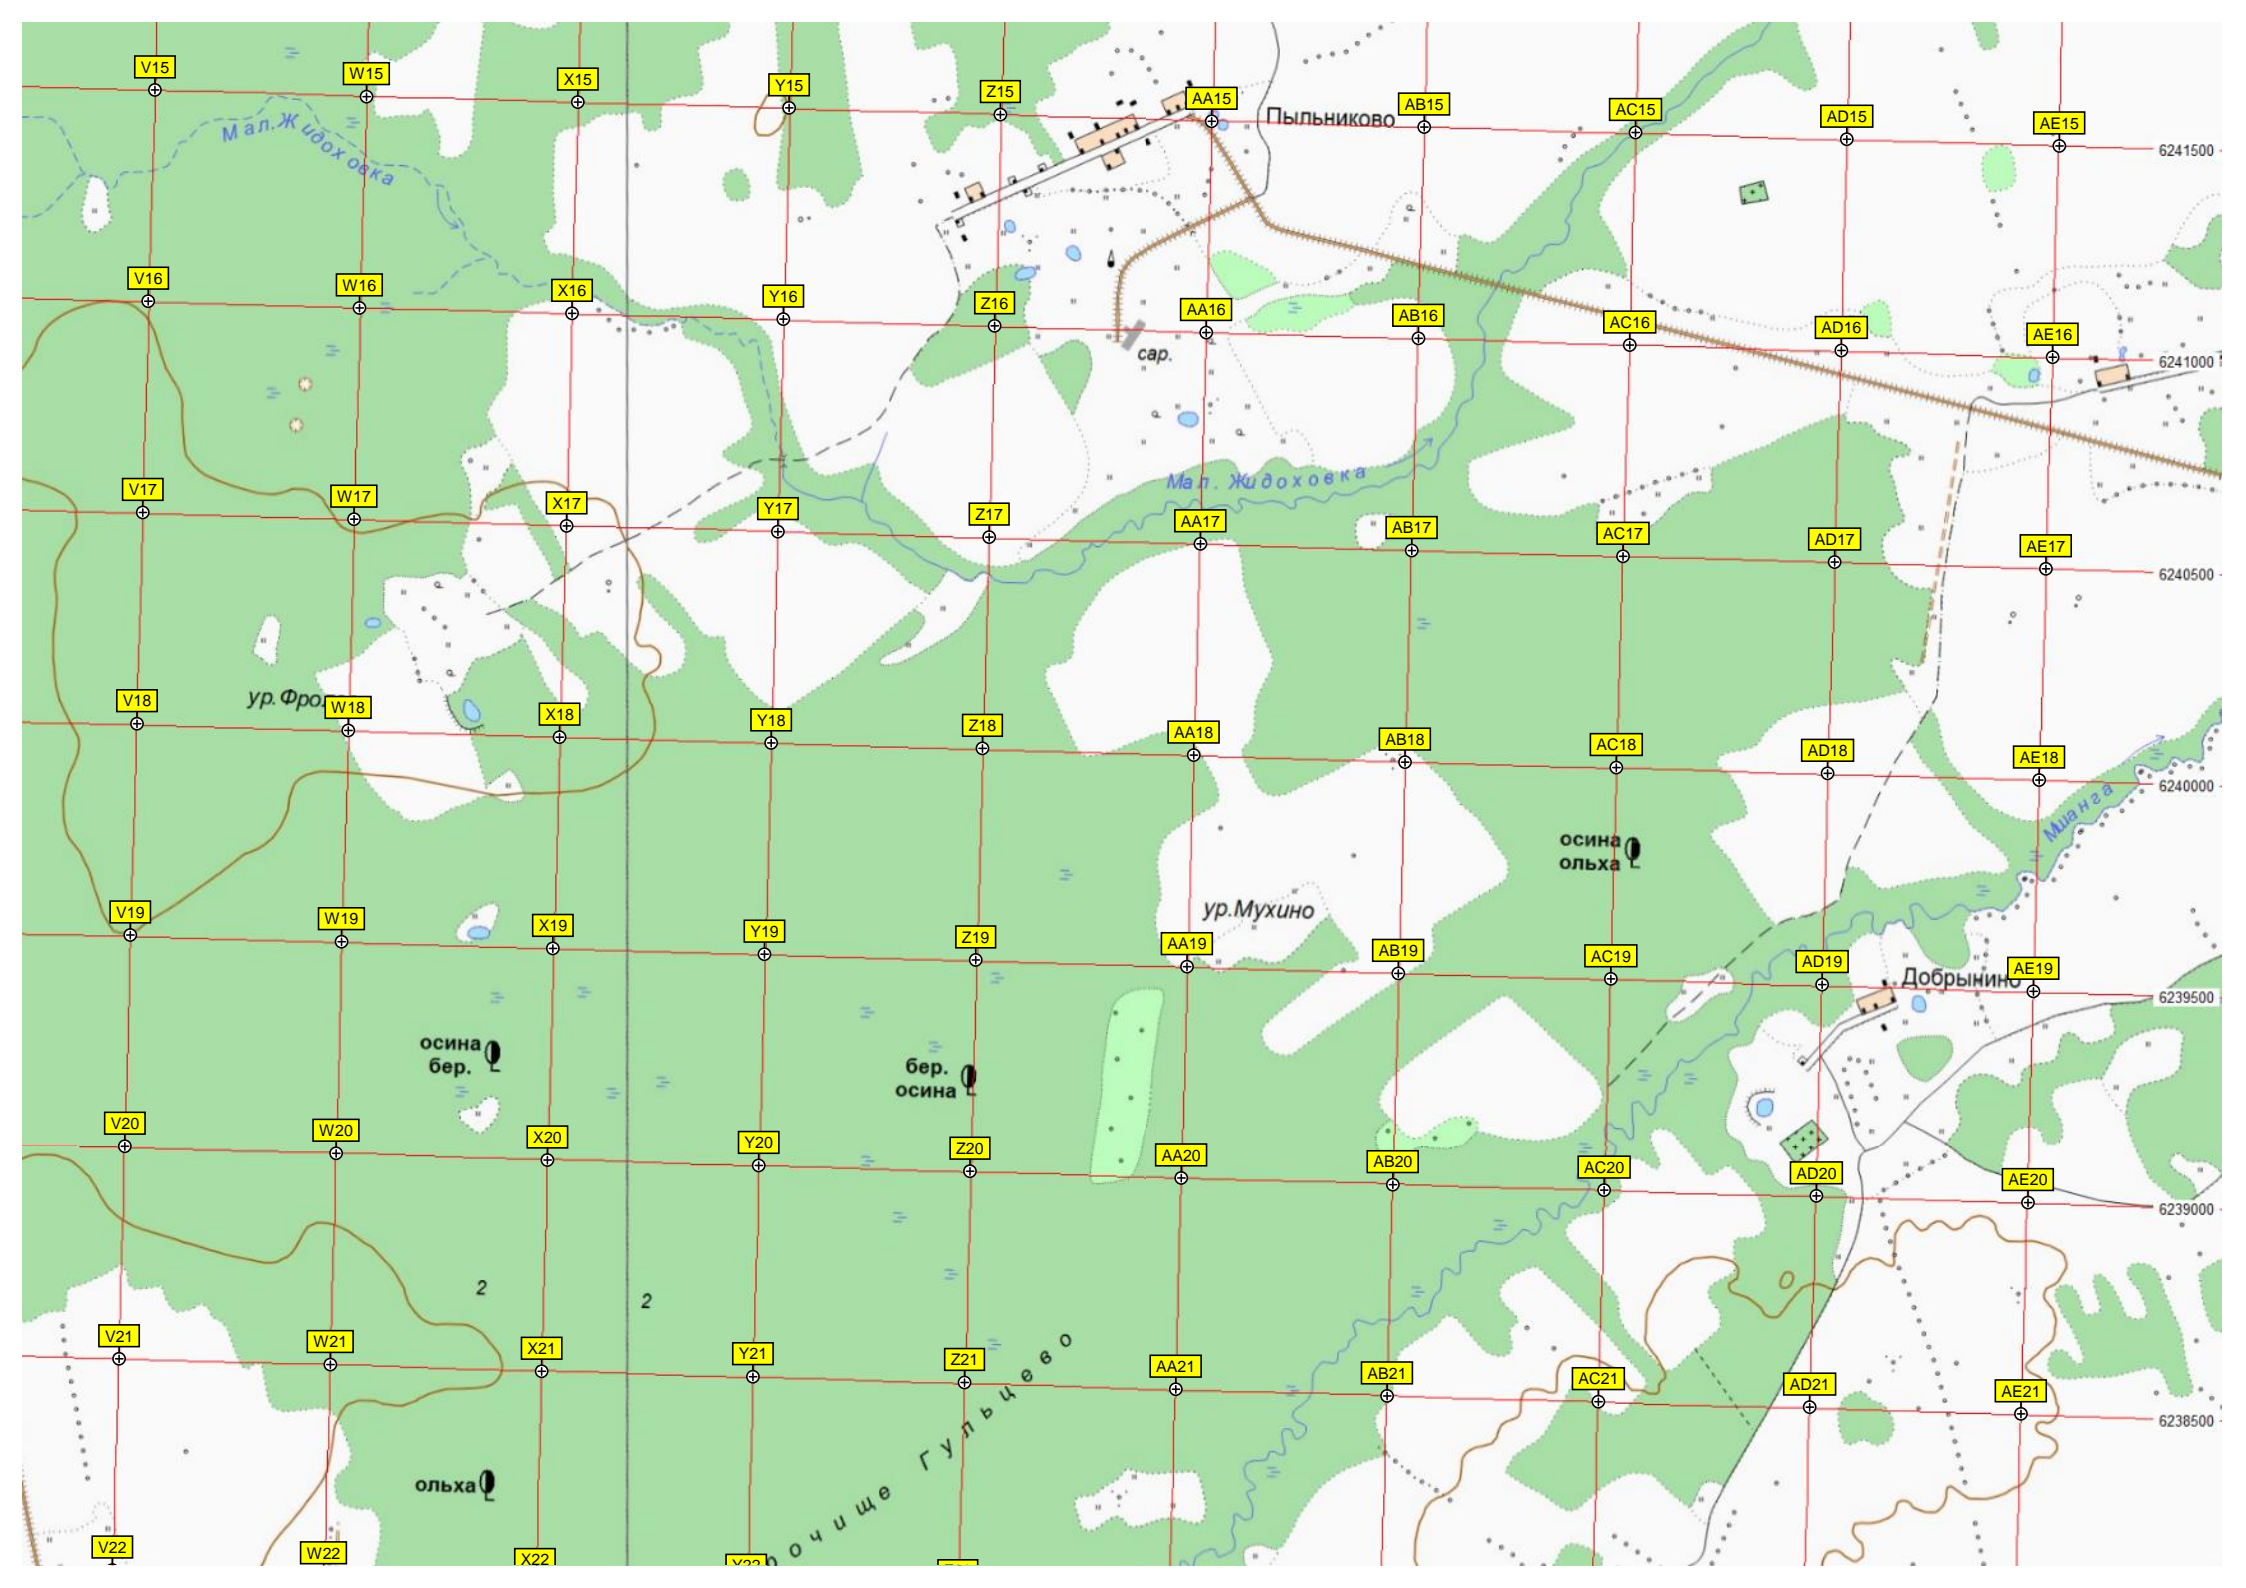 V15 W15 X15 Y15 Z15 AA15 AB15 AC15 AD15 AE15
Пыльниково
Мал. Жидоховка
6241500
V16 W16 X16 Y16 Z16 AA16 AB16 AC16 AD16 AE16
сар.
6241000
Мал. Жидоховка
V17 W17 X17 Y17 Z17 AA17 AB17 AC17 AD17 AE17
6240500
ур.
V18 W18 X18 Y18 Z18 AA18 AB18 AC18 AD18 AE18
6240000
Мшанга
осина
ольха
ур.Мухино
V19 W19 X19 Y19 Z19 AA19 AB19 AC19 AD19 AE19
Добрынино
6239500
осина
бер.
бер.
осина
V20 W20 X20 Y20 Z20 AA20 AB20 AC20 AD20 AE20
6239000
2
2
V21 W21 X21 Y21 Z21 AA21 AB21 AC21 AD21 AE21
6238500
Гульцево
ольха
V22 W22 X22 Y22